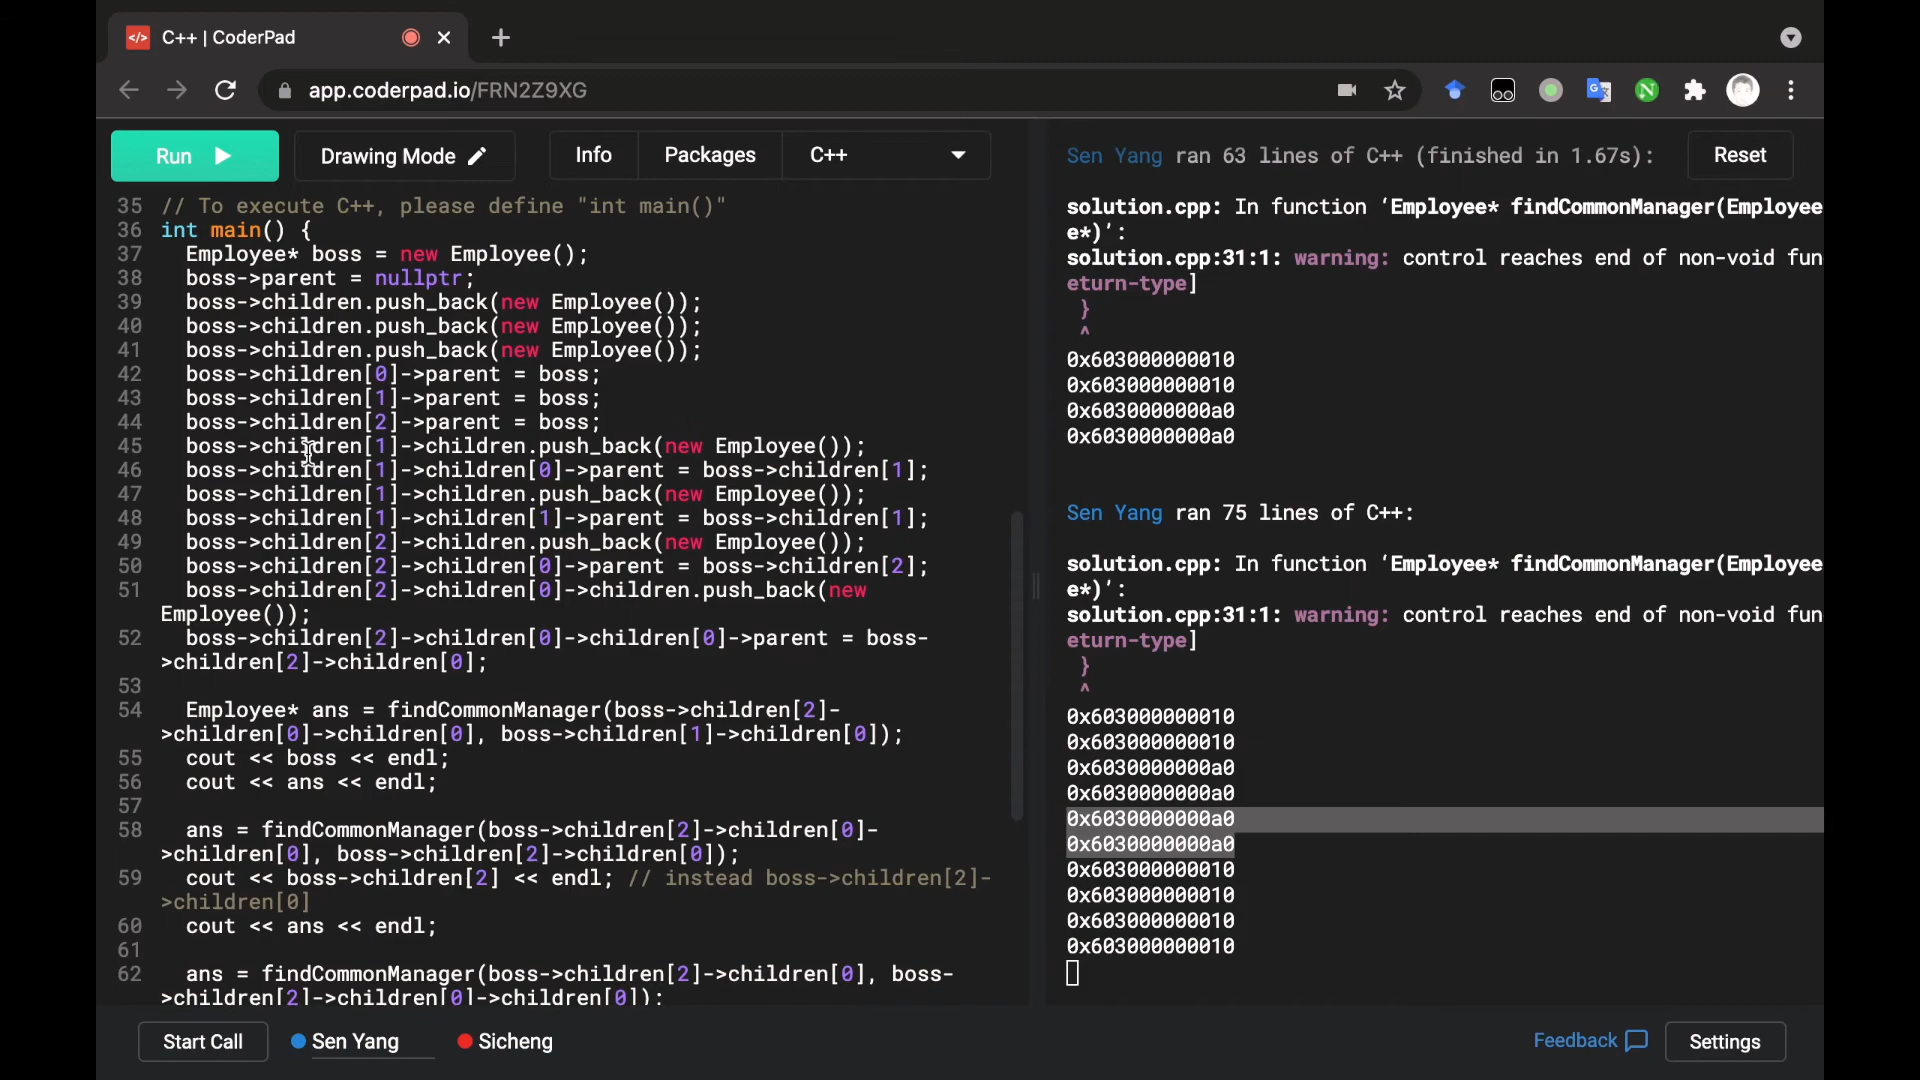 C++ | CoderPad
app.coderpad.io/FRN2Z9XG
Run
Drawing Mode
Info
Packages
C++
35 // To execute C++, please define "int main()"
36 int main() {
37 Employee* boss = new Employee();
38 boss->parent = nullptr;
39 boss->children.push_back(new Employee());
40 boss->children.push_back(new Employee());
41 boss->children.push_back(new Employee());
42 boss->children[0]->parent = boss;
43 boss->children[1]->parent = boss;
44 boss->children[2]->parent = boss;
45 boss->children[1]->children.push_back(new Employee());
46 boss->children[1]->children[0]->parent = boss->children[1];
47 boss->children[1]->children.push_back(new Employee());
48 boss->children[1]->children[1]->parent = boss->children[1];
49 boss->children[2]->children.push_back(new Employee());
50 boss->children[2]->children[0]->parent = boss->children[2];
51 boss->children[2]->children[0]->children.push_back(new
Employee());
52 boss->children[2]->children[0]->children[0]->parent = boss-
>children[2]->children[0];
53
54 Employee* ans = findCommonManager(boss->children[2]-
>children[0]->children[0], boss->children[1]->children[0]);
55 cout << boss << endl;
56 cout << ans << endl;
57
58 ans = findCommonManager(boss->children[2]->children[0]-
>children[0], boss->children[2]->children[0]);
59 cout << boss->children[2] << endl; // instead boss->children[2]-
>children[0]
60 cout << ans << endl;
61
62 ans = findCommonManager(boss->children[2]->children[0], boss-
>children[2]->children[0]->children[0]);
Sen Yang ran 63 lines of C++ (finished in 1.67s):
Reset
solution.cpp: In function ‘Employee* findCommonManager(Employee
e*)’:
solution.cpp:31:1: warning: control reaches end of non-void fun
eturn-type]
}
^
0x603000000010
0x603000000010
0x6030000000a0
0x6030000000a0
Sen Yang ran 75 lines of C++:
solution.cpp: In function ‘Employee* findCommonManager(Employee
e*)’:
solution.cpp:31:1: warning: control reaches end of non-void fun
eturn-type]
}
^
0x603000000010
0x603000000010
0x6030000000a0
0x6030000000a0
0x6030000000a0
0x6030000000a0
0x603000000010
0x603000000010
0x603000000010
0x603000000010
Start Call
Sen Yang
Sicheng
Feedback
Settings